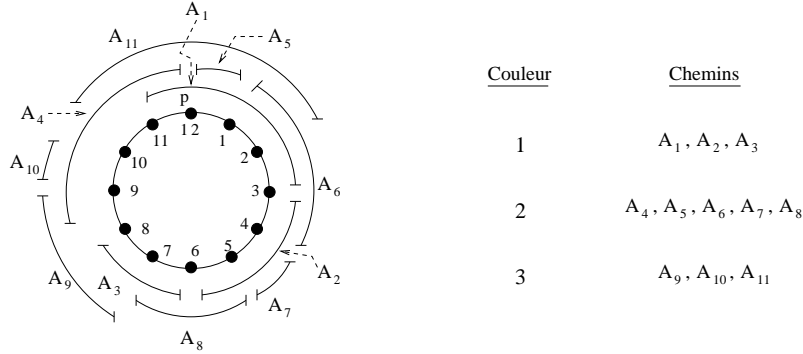 A1
A11
A5
p
A4
12
11
1
10
2
A10
9
3
A6
8
4
7
6
5
A9
A3
A2
A7
A8
Couleur Chemins
1 A1 , A2 , A3
2 A4 , A5 , A6 , A7 , A8
3 A9 , A10 , A11